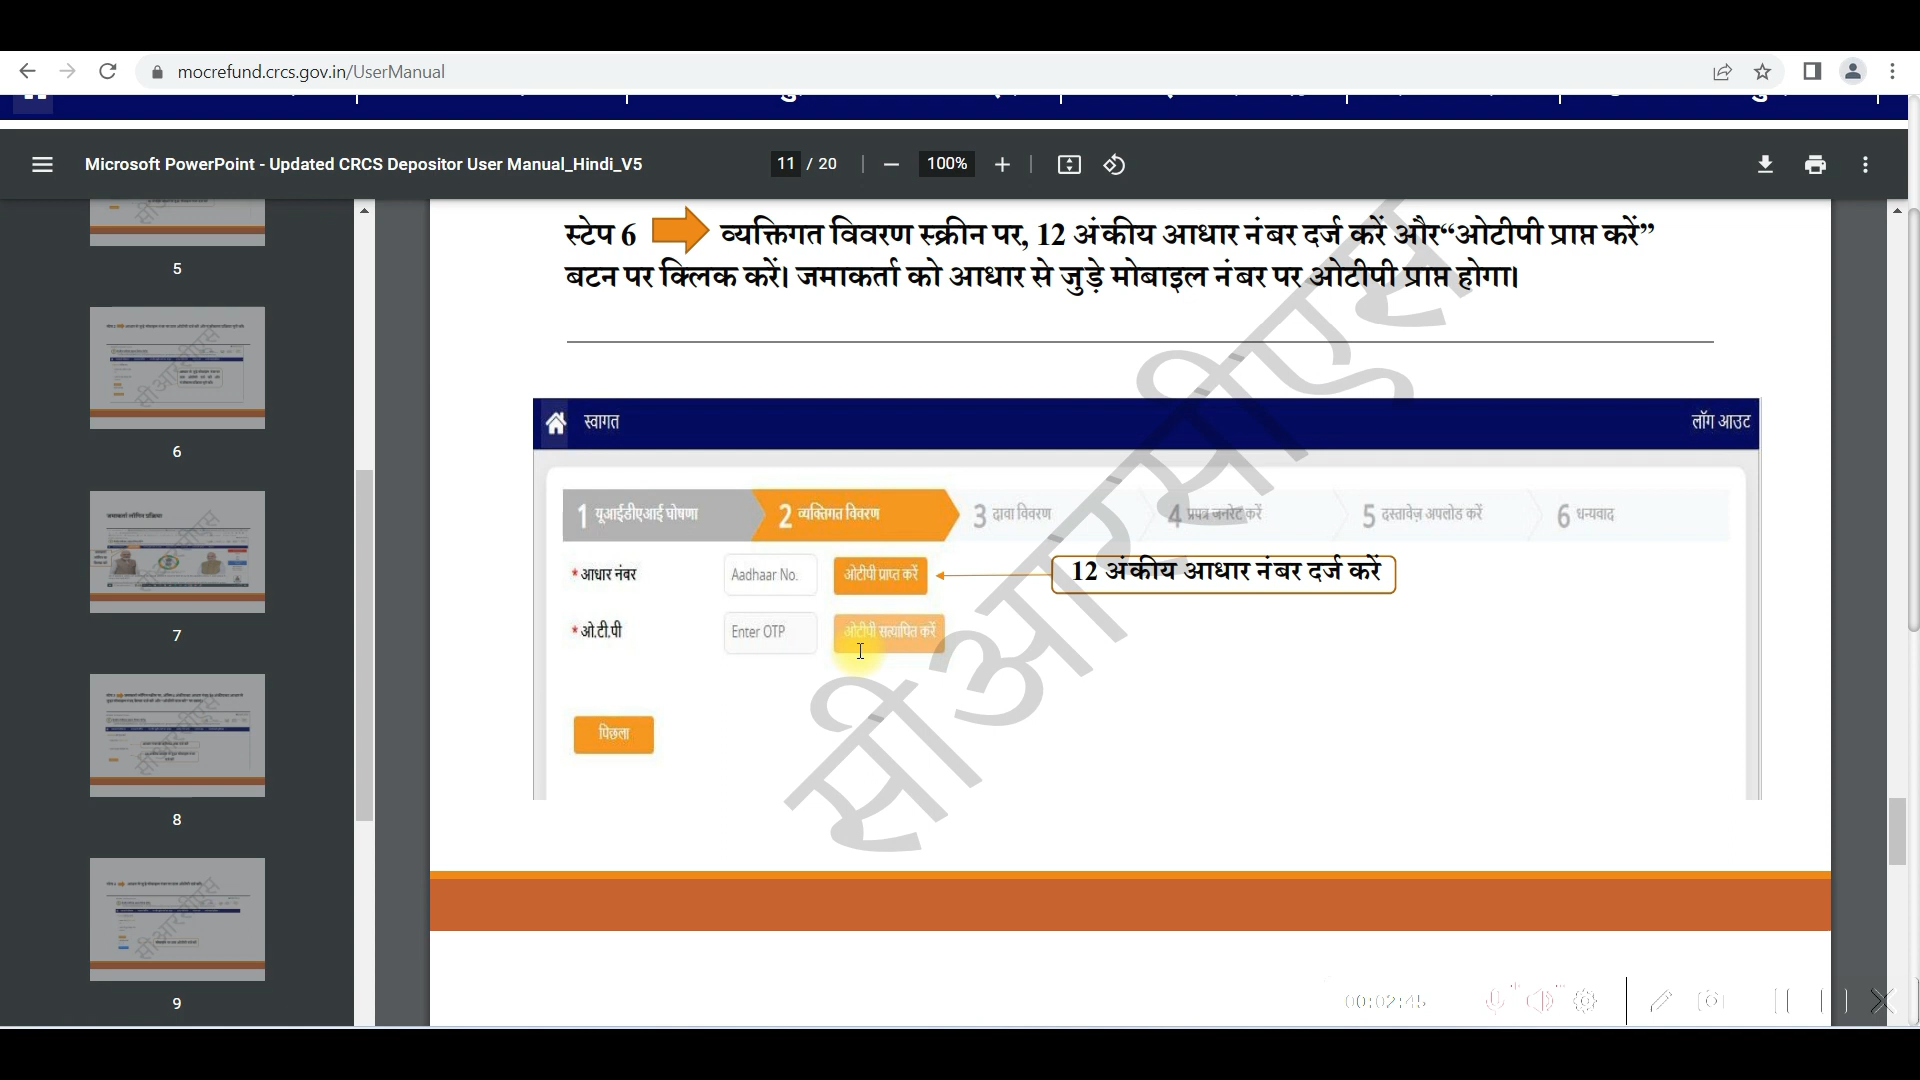 mocrefund.crcs.gov.in/UserManual
Microsoft PowerPoint - Updated CRCS Depositor User Manual_Hindi_V5
11 / 20
100%
5
6
7
8
9
स्टेप 6 व्यक्तिगत विवरण स्क्रीन पर, 12 अंकीय आधार नंबर दर्ज करें और“ओटीपी प्राप्त करें”
बटन पर क्लिक करें। जमाकर्ता को आधार से जुड़े मोबाइल नंबर पर ओटीपी प्राप्त होगा।
स्वागत
लॉग आउट
1 यूआईडीएआई घोषणा
2 व्यक्तिगत विवरण
3 दावा विवरण
4 प्रपत्र जनरेट करें
5 दस्तावेज़ अपलोड करें
6 धन्यवाद
* आधार नंबर
Aadhaar No.
ओटीपी प्राप्त करें
12 अंकीय आधार नंबर दर्ज करें
* ओ.टी.पी
Enter OTP
ओटीपी सत्यापित करें
पिछला
सीआरसीएस
00:02:45